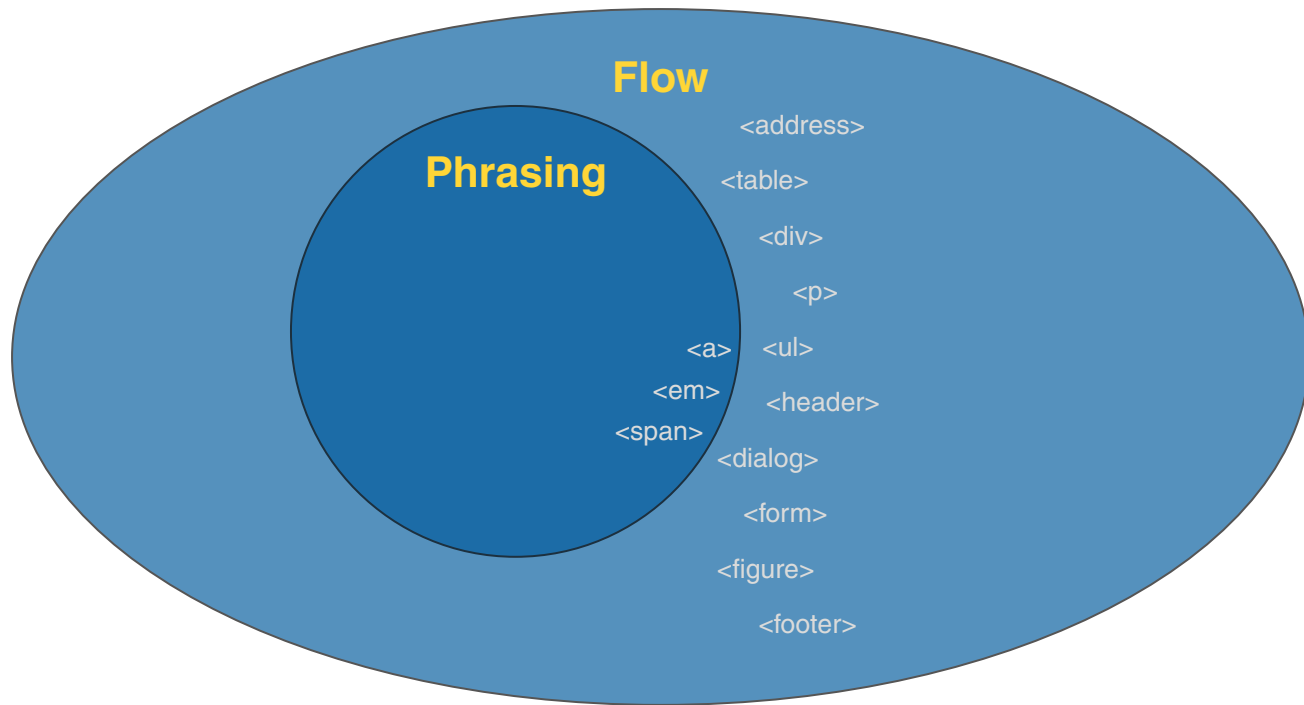 Flow
<address>
Phrasing
<table>
<div>
<p>
<a>
<ul>
<em>
<header>
<span>
<dialog>
<form>
<figure>
<footer>